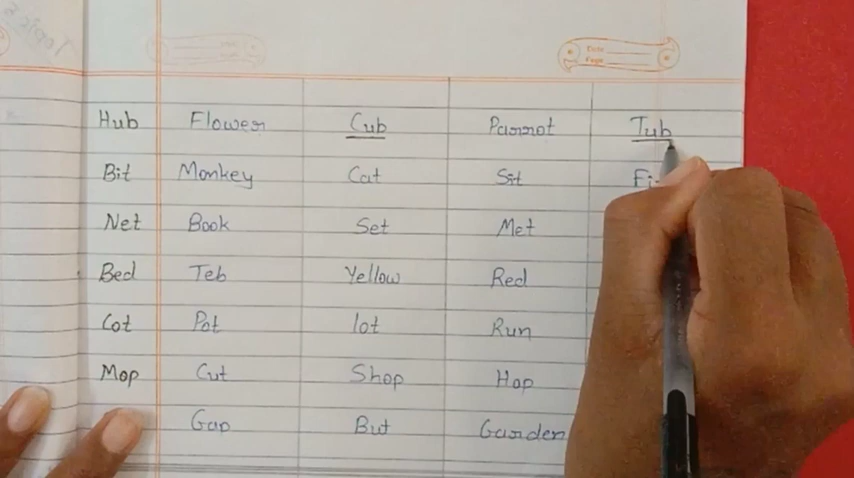 Hub Flower Cub Parrot Tub
Bit Monkey Cat Sit
Net Book Set Met
Bed Teb Yellow Red
Cot Pot lot Run
Mop Cut Shop Hop
Gap But Garden